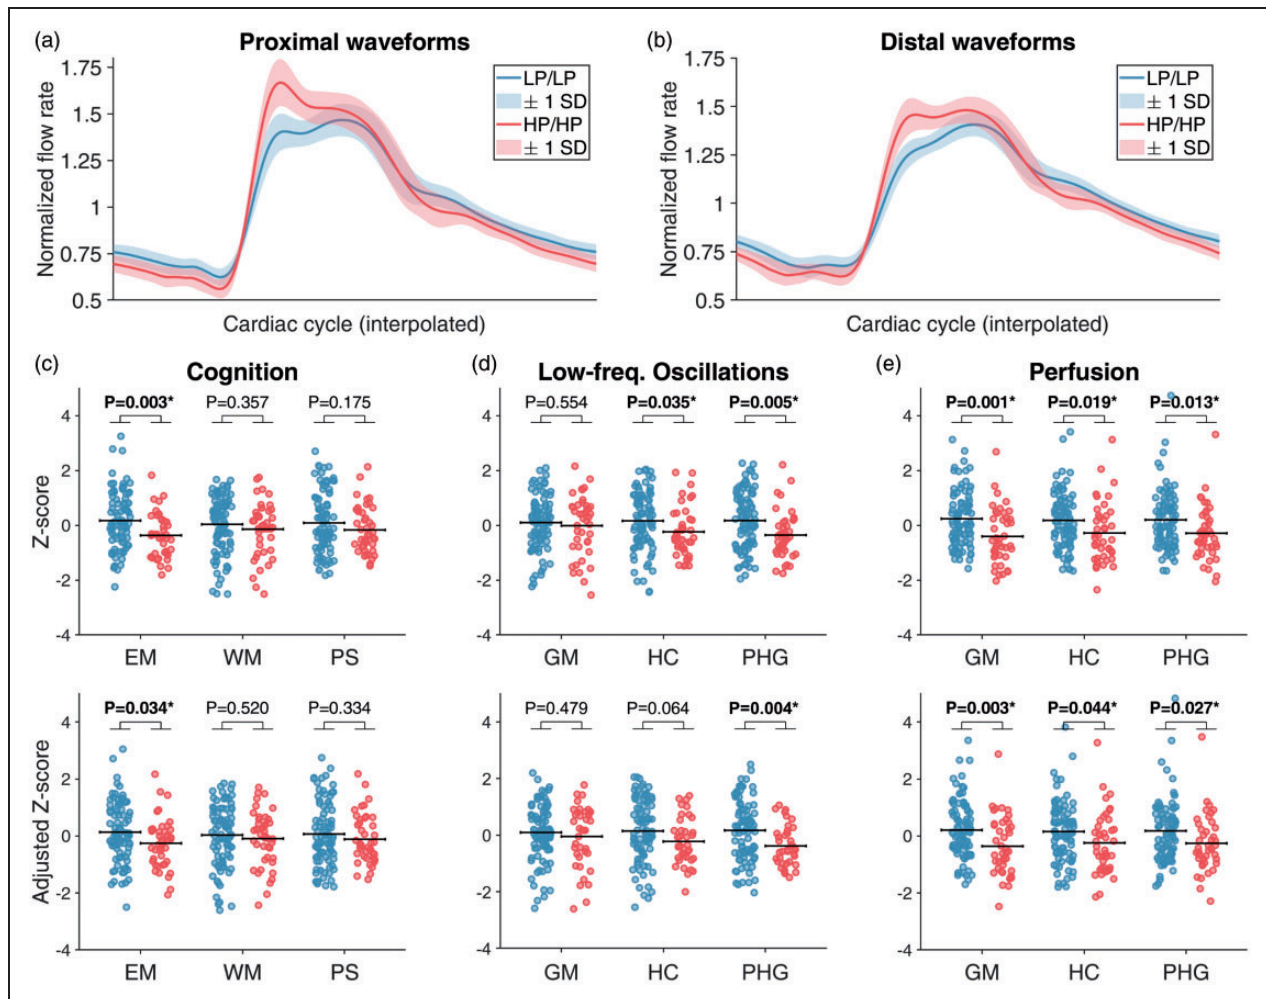 (a) Proximal waveforms
1.75
1.5
1.25
1
0.75
0.5
Normalized flow rate
LP/LP
± 1 SD
HP/HP
± 1 SD
Cardiac cycle (interpolated)
(b) Distal waveforms
1.75
1.5
1.25
1
0.75
0.5
Normalized flow rate
LP/LP
± 1 SD
HP/HP
± 1 SD
Cardiac cycle (interpolated)
(c) Cognition
P=0.003* P=0.357 P=0.175
4
2
0
-2
-4
Z-score
EM WM PS
P=0.034* P=0.520 P=0.334
4
2
0
-2
-4
Adjusted Z-score
EM WM PS
(d) Low-freq. Oscillations
P=0.554 P=0.035* P=0.005*
4
2
0
-2
-4
GM HC PHG
P=0.479 P=0.064 P=0.004*
4
2
0
-2
-4
GM HC PHG
(e) Perfusion
P=0.001* P=0.019* P=0.013*
4
2
0
-2
-4
GM HC PHG
P=0.003* P=0.044* P=0.027*
4
2
0
-2
-4
GM HC PHG